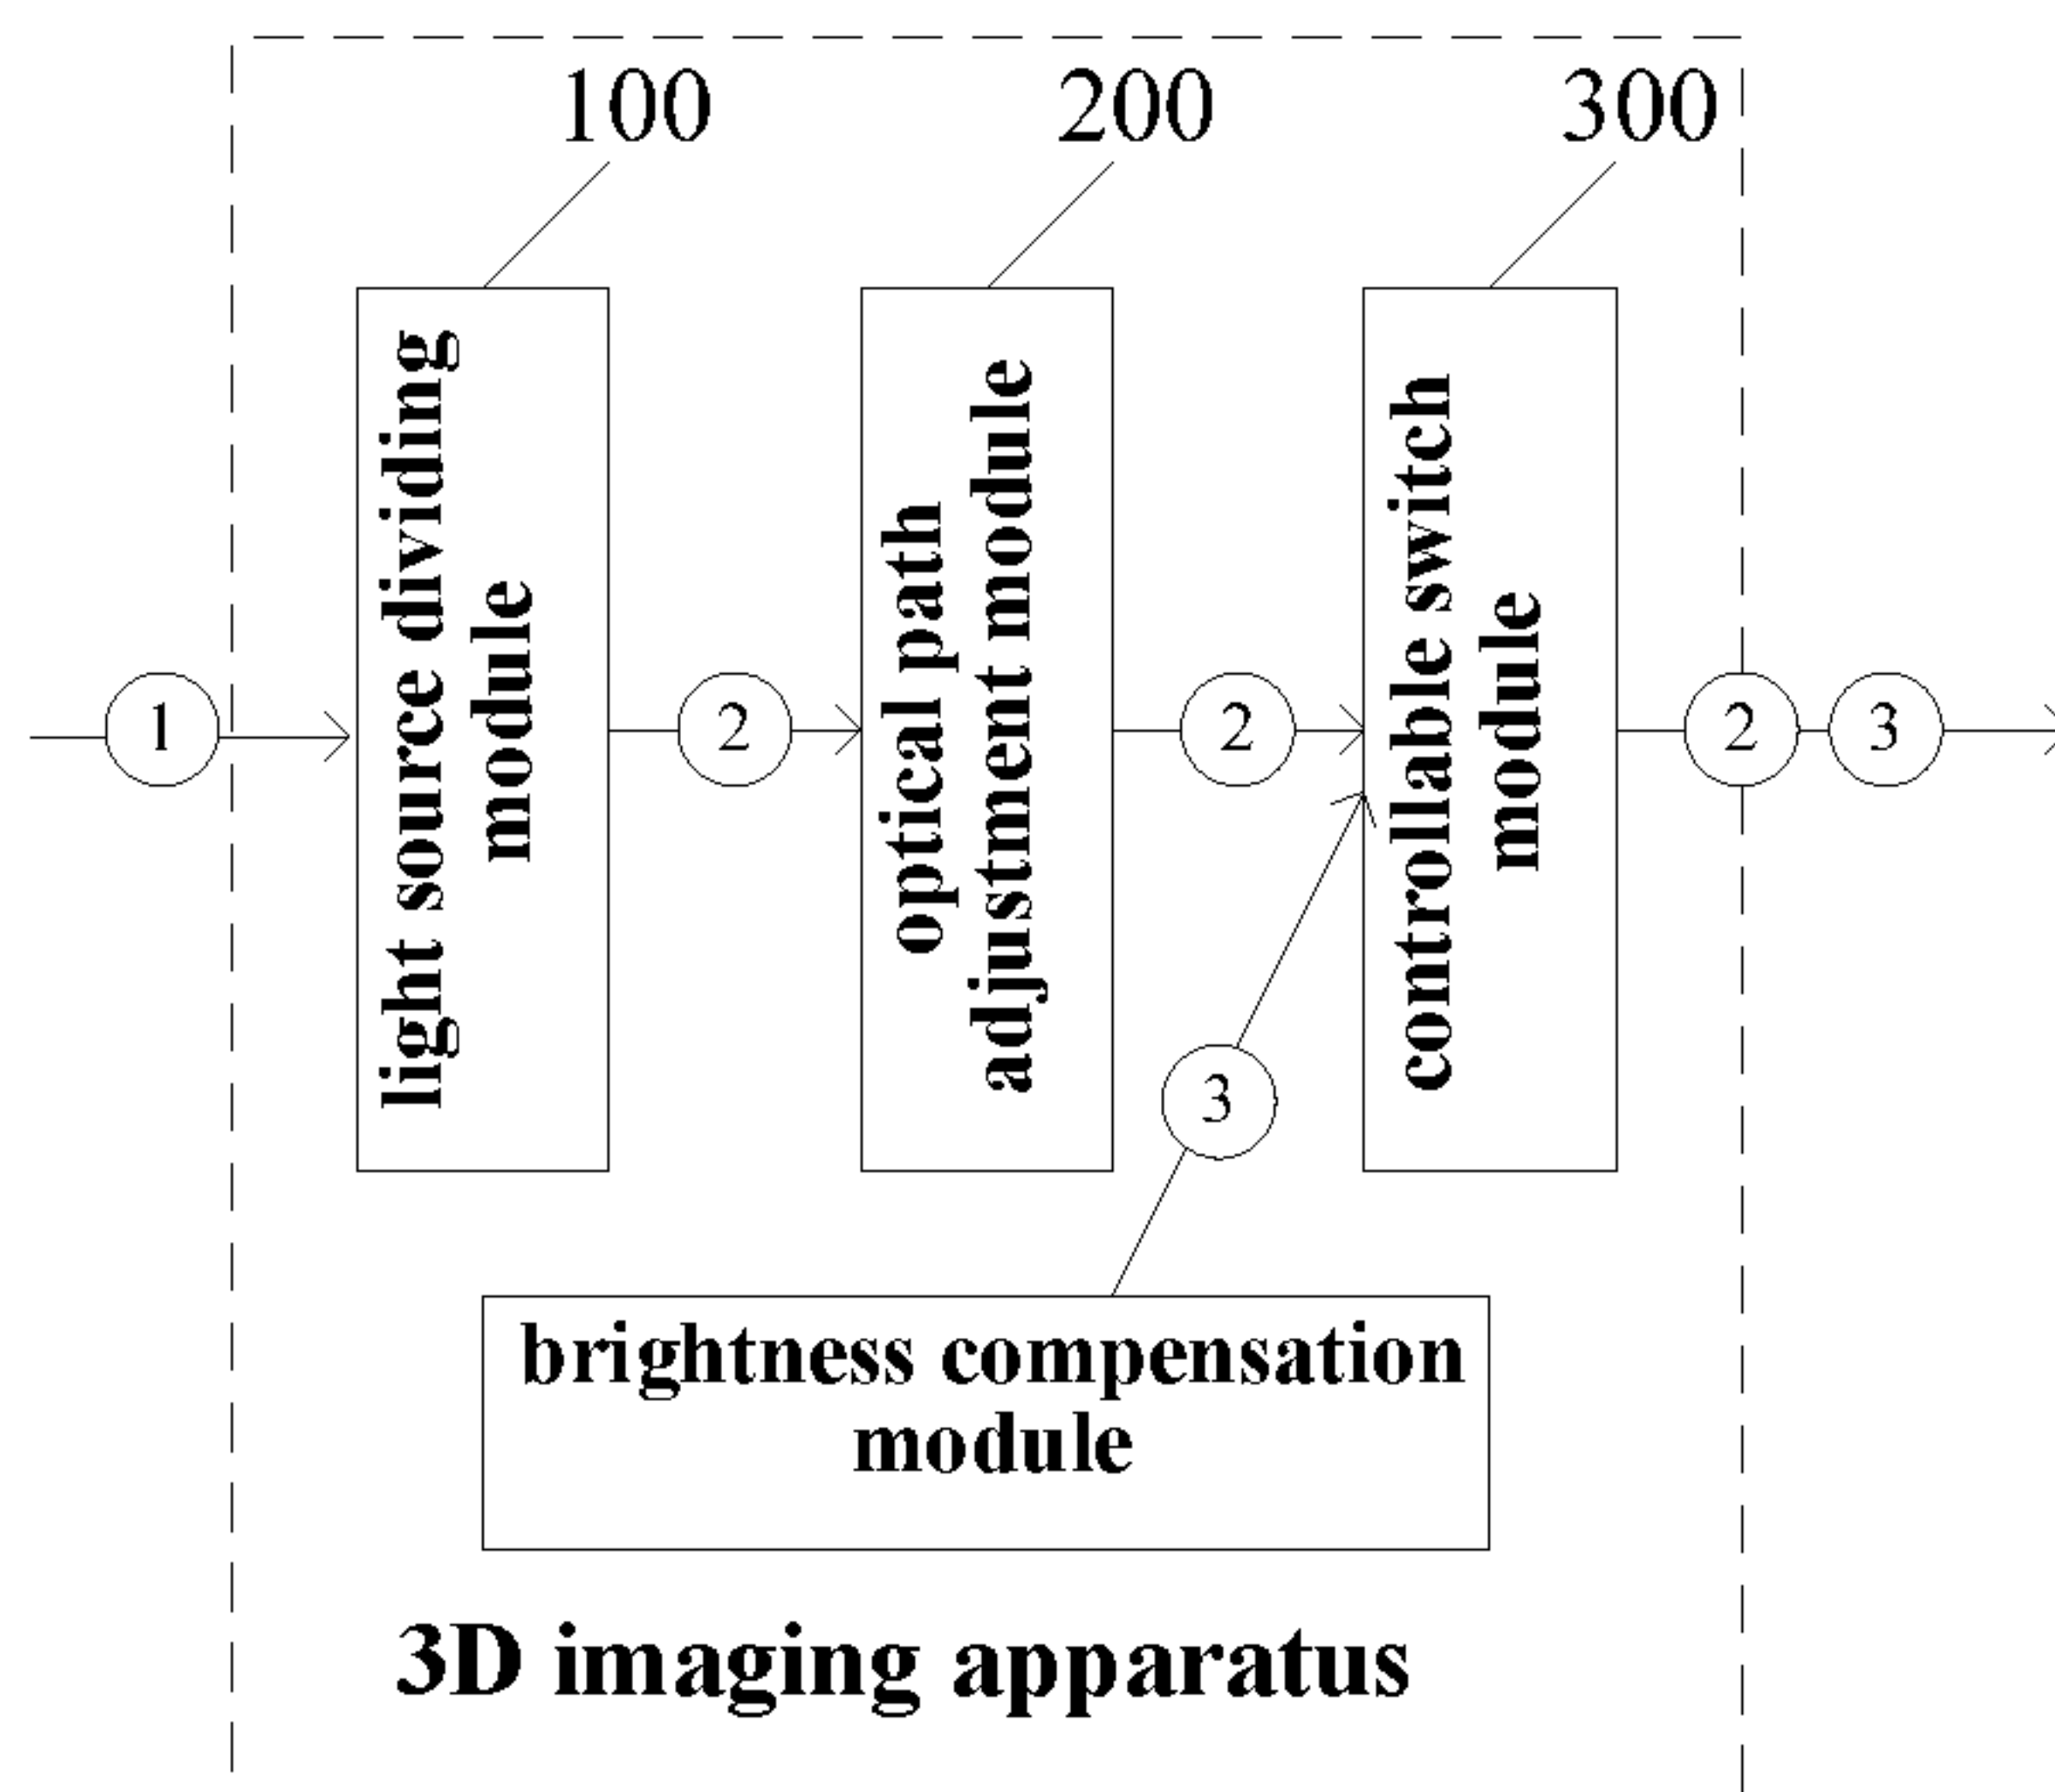 100
200
300
light source dividing
module
optical path
adjustment module
controllable switch
module
1
2
2
2
3
3
brightness compensation
module
3D imaging apparatus